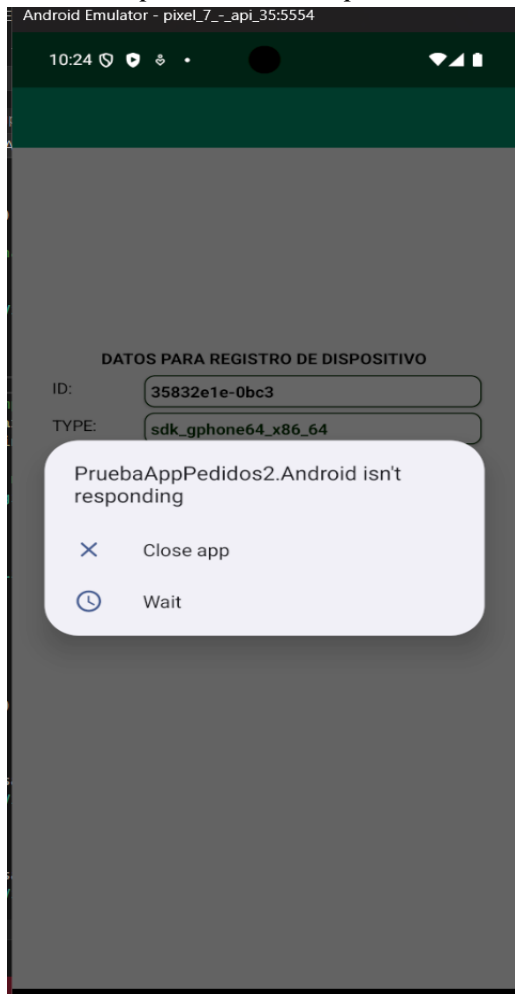 Android Emulator - pixel_7_-_api_35:5554
10:24
DATOS PARA REGISTRO DE DISPOSITIVO
ID:
35832e1e-0bc3
TYPE:
sdk_gphone64_x86_64
PruebaAppPedidos2.Android isn't
responding
Close app
Wait